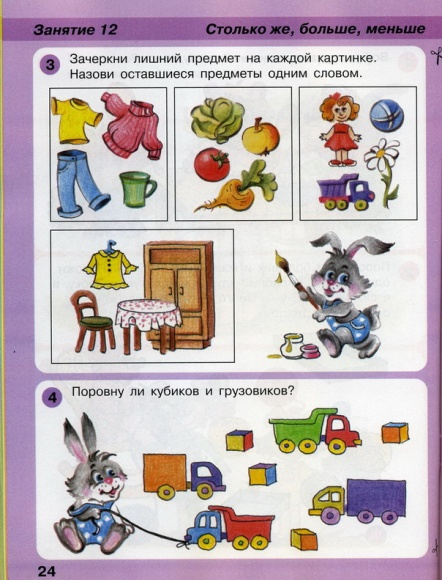 Занятие 12 Столько же, больше, меньше
3 Зачеркни лишний предмет на каждой картинке.
Назови оставшиеся предметы одним словом.
4 Поровну ли кубиков и грузовиков?
24